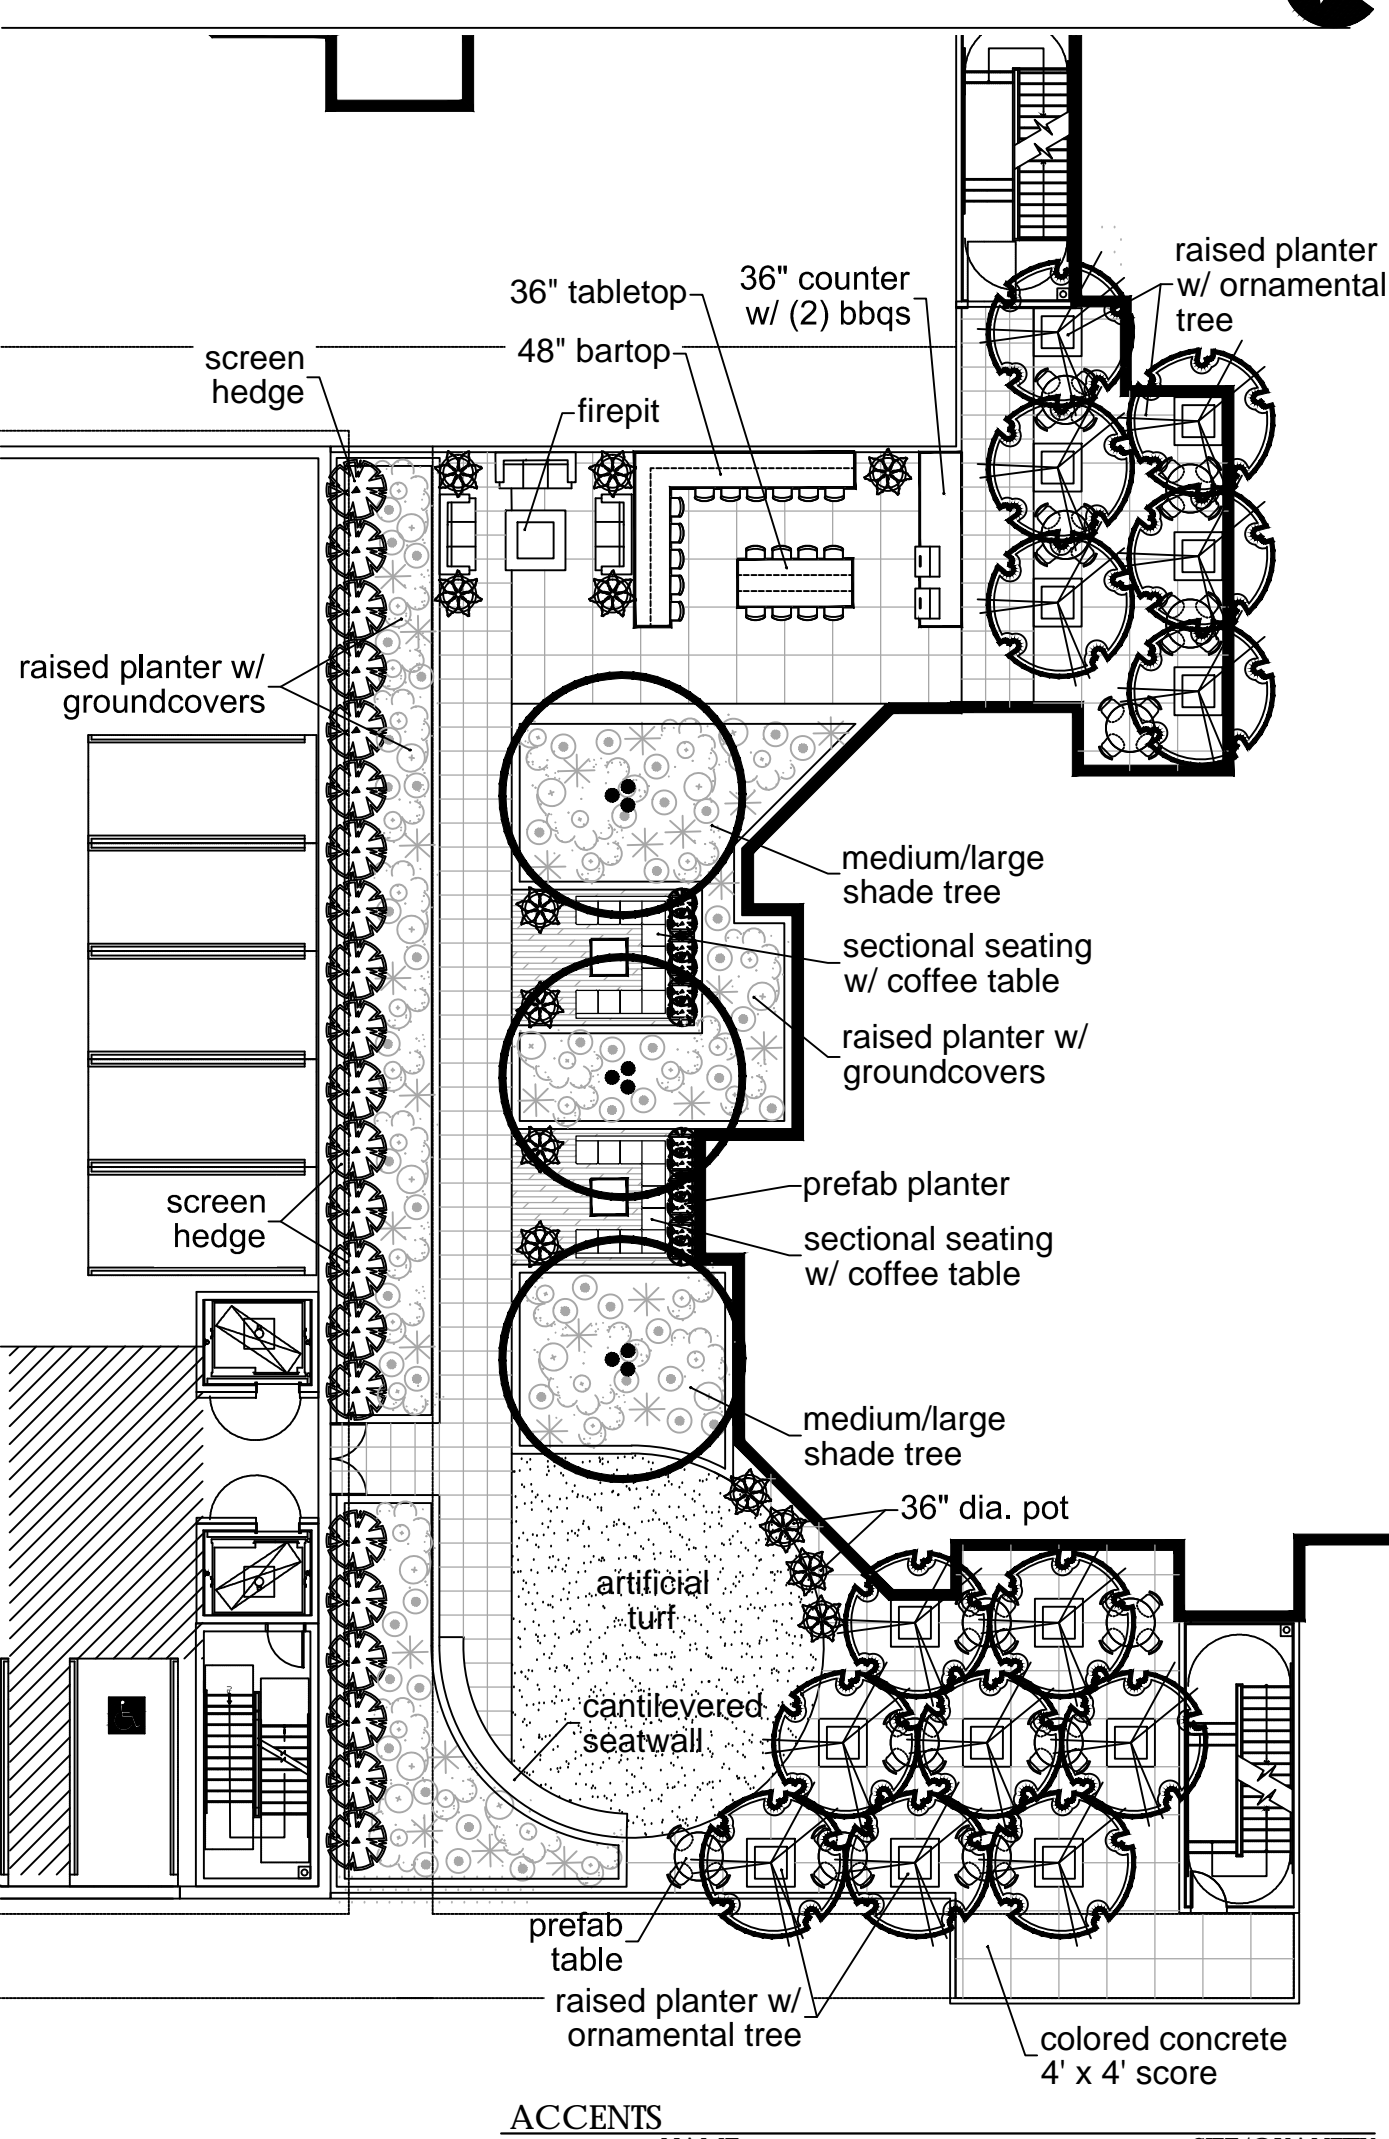 raised planter
w/ ornamental
tree
36" counter
w/ (2) bbqs
36" tabletop
48" bartop
screen
hedge
firepit
raised planter w/
groundcovers
medium/large
shade tree
sectional seating
w/ coffee table
raised planter w/
groundcovers
prefab planter
screen
hedge
sectional seating
w/ coffee table
medium/large
shade tree
36" dia. pot
artificial
turf
cantilevered
seatwall
prefab
table
raised planter w/
ornamental tree
colored concrete
4' x 4' score
ACCENTS